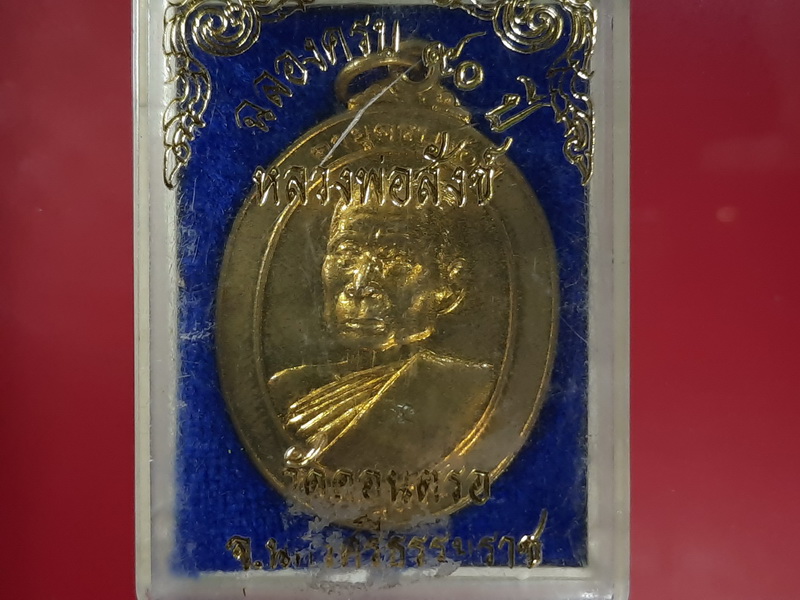 ฉลองครบ ๙๐ ปี
หลวงพ่อสังข์
วัดดอนตรอ
จ.นครศรีธรรมราช